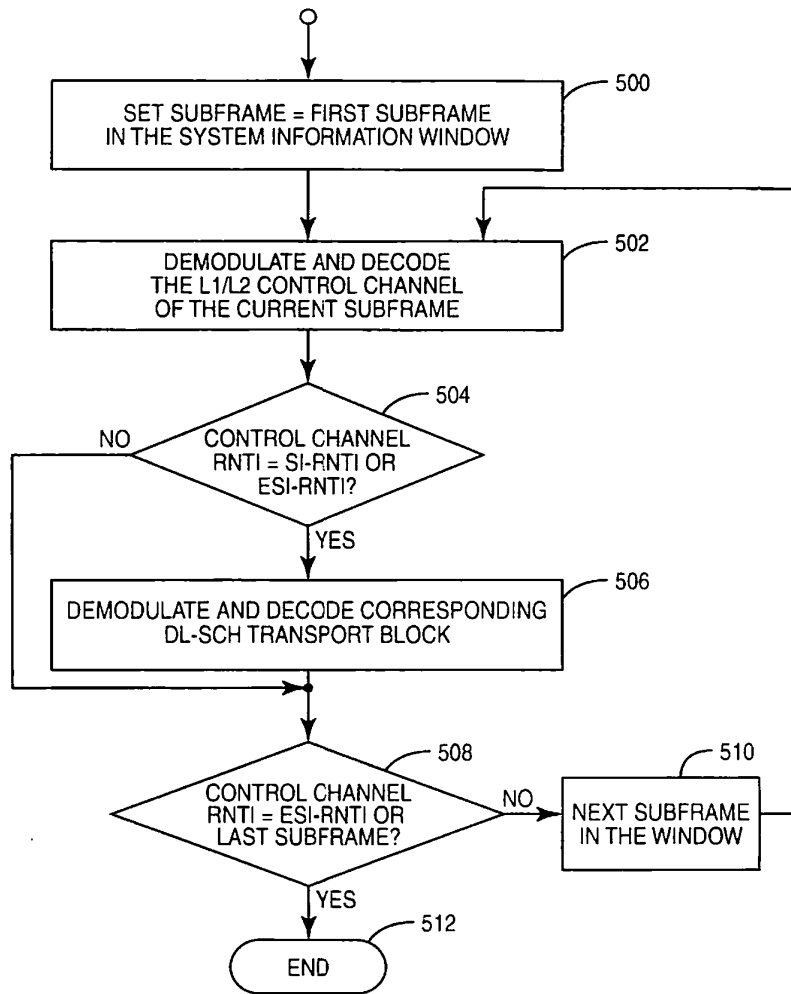 500
SET SUBFRAME = FIRST SUBFRAME
IN THE SYSTEM INFORMATION WINDOW
502
DEMODULATE AND DECODE
THE L1/L2 CONTROL CHANNEL
OF THE CURRENT SUBFRAME
504
NO
CONTROL CHANNEL
RNTI = SI-RNTI OR
ESI-RNTI?
YES
506
DEMODULATE AND DECODE CORRESPONDING
DL-SCH TRANSPORT BLOCK
508
CONTROL CHANNEL
RNTI = ESI-RNTI OR
LAST SUBFRAME?
NO
510
NEXT SUBFRAME
IN THE WINDOW
YES
512
END